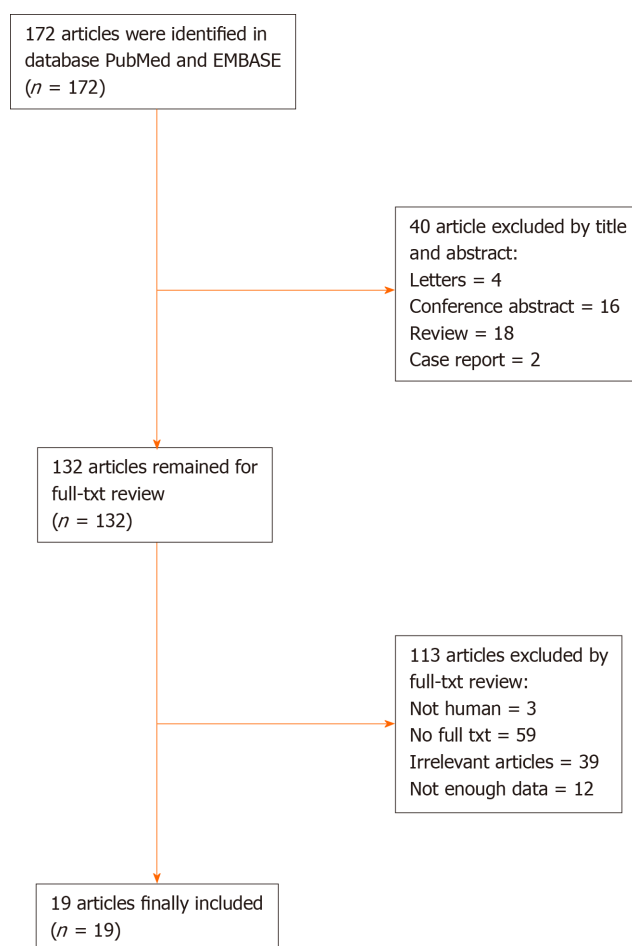 172 articles were identified in
database PubMed and EMBASE
(n = 172)
40 article excluded by title
and abstract:
Letters = 4
Conference abstract = 16
Review = 18
Case report = 2
132 articles remained for
full-txt review
(n = 132)
113 articles excluded by
full-txt review:
Not human = 3
No full txt = 59
Irrelevant articles = 39
Not enough data = 12
19 articles finally included
(n = 19)